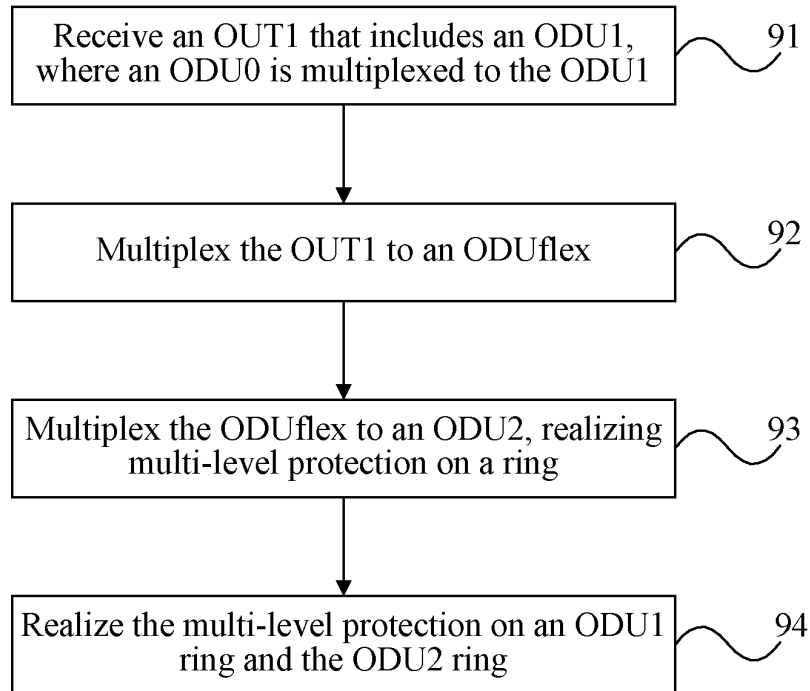 Receive an OUT1 that includes an ODU1,
where an ODU0 is multiplexed to the ODU1
91
Multiplex the OUT1 to an ODUflex
92
Multiplex the ODUflex to an ODU2, realizing
multi-level protection on a ring
93
Realize the multi-level protection on an ODU1
ring and the ODU2 ring
94